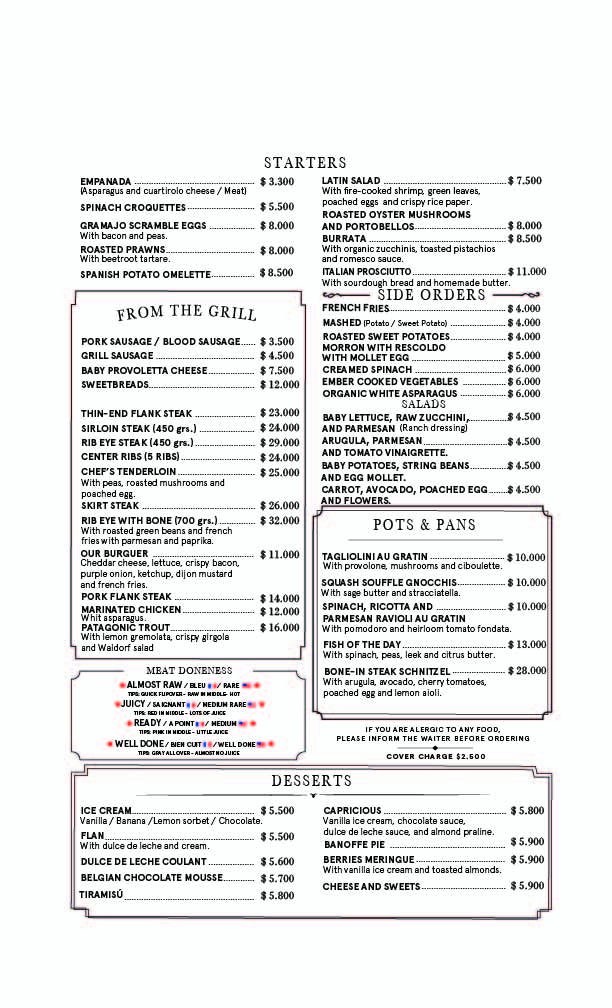 STARTERS
EMPANADA $ 3.300
(Asparagus and cuartirolo cheese / Meat)
SPINACH CROQUETTES $ 5.500
GRAMAJO SCRAMBLE EGGS $ 8.000
With bacon and peas.
ROASTED PRAWNS $ 8.000
With beetroot tartare.
SPANISH POTATO OMELETTE $ 8.500
LATIN SALAD $ 7.500
With fire-cooked shrimp, green leaves,
poached eggs and crispy rice paper.
ROASTED OYSTER MUSHROOMS
AND PORTOBELLOS $ 8.000
BURRATA $ 8.500
With organic zucchinis, toasted pistachios
and romesco sauce.
ITALIAN PROSCIUTTO $ 11.000
With sourdough bread and homemade butter.
FROM THE GRILL
PORK SAUSAGE / BLOOD SAUSAGE $ 3.500
GRILL SAUSAGE $ 4.500
BABY PROVOLETTA CHEESE $ 7.500
SWEETBREADS $ 12.000
THIN-END FLANK STEAK $ 23.000
SIRLOIN STEAK (450 grs.) $ 24.000
RIB EYE STEAK (450 grs.) $ 29.000
CENTER RIBS (5 RIBS) $ 24.000
CHEF'S TENDERLOIN $ 25.000
With peas, roasted mushrooms and
poached egg.
SKIRT STEAK $ 26.000
RIB EYE WITH BONE (700 grs.) $ 32.000
With roasted green beans and french
fries with parmesan and paprika.
OUR BURGUER $ 11.000
Cheddar cheese, lettuce, crispy bacon,
purple onion, ketchup, dijon mustard
and french fries.
PORK FLANK STEAK $ 14.000
MARINATED CHICKEN $ 12.000
Whit asparagus.
PATAGONIC TROUT $ 16.000
With lemon gremolata, crispy girgola
and Waldorf salad
SIDE ORDERS
FRENCH FRIES $ 4.000
MASHED (Potato / Sweet Potato) $ 4.000
ROASTED SWEET POTATOES $ 4.000
MORRON WITH RESCOLDO
WITH MOLLET EGG $ 5.000
CREAMED SPINACH $ 6.000
EMBER COOKED VEGETABLES $ 6.000
ORGANIC WHITE ASPARAGUS $ 6.000
SALADS
BABY LETTUCE, RAW ZUCCHINI, $ 4.500
AND PARMESAN (Ranch dressing)
ARUGULA, PARMESAN $ 4.500
AND TOMATO VINAIGRETTE.
BABY POTATOES, STRING BEANS $ 4.500
AND EGG MOLLET.
CARROT, AVOCADO, POACHED EGG $ 4.500
AND FLOWERS.
POTS & PANS
TAGLIOLINI AU GRATIN $ 10.000
With provolone, mushrooms and ciboulette.
SQUASH SOUFFLE GNOCCHIS $ 10.000
With sage butter and stracciatella.
SPINACH, RICOTTA AND $ 10.000
PARMESAN RAVIOLI AU GRATIN
With pomodoro and heirloom tomato fondata.
FISH OF THE DAY $ 13.000
With spinach, peas, leek and citrus butter.
BONE-IN STEAK SCHNITZEL $ 28.000
With arugula, avocado, cherry tomatoes,
poached egg and lemon aioli.
MEAT DONENESS
ALMOST RAW / BLEU / RARE
TIPS: QUICK FLIPOVER - RAW IN MIDDLE - HOT
JUICY / SAIGNANT / MEDIUM RARE
TIPS: RED IN MIDDLE - LOTS OF JUICE
READY / A POINT / MEDIUM
TIPS: PINK IN MIDDLE - LITTLE JUICE
WELL DONE / BIEN CUIT / WELL DONE
TIPS: GRAY ALL OVER - ALMOST NO JUICE
IF YOU ARE ALERGIC TO ANY FOOD,
PLEASE INFORM THE WAITER BEFORE ORDERING
COVER CHARGE $2.500
DESSERTS
ICE CREAM $ 5.500
Vanilla / Banana /Lemon sorbet / Chocolate.
FLAN $ 5.500
With dulce de leche and cream.
DULCE DE LECHE COULANT $ 5.600
BELGIAN CHOCOLATE MOUSSE $ 5.700
TIRAMISÚ $ 5.800
CAPRICIOUS $ 5.800
Vanilla ice cream, chocolate sauce,
dulce de leche sauce, and almond praline.
BANOFFE PIE $ 5.900
BERRIES MERINGUE $ 5.900
With vanilla ice cream and toasted almonds.
CHEESE AND SWEETS $ 5.900